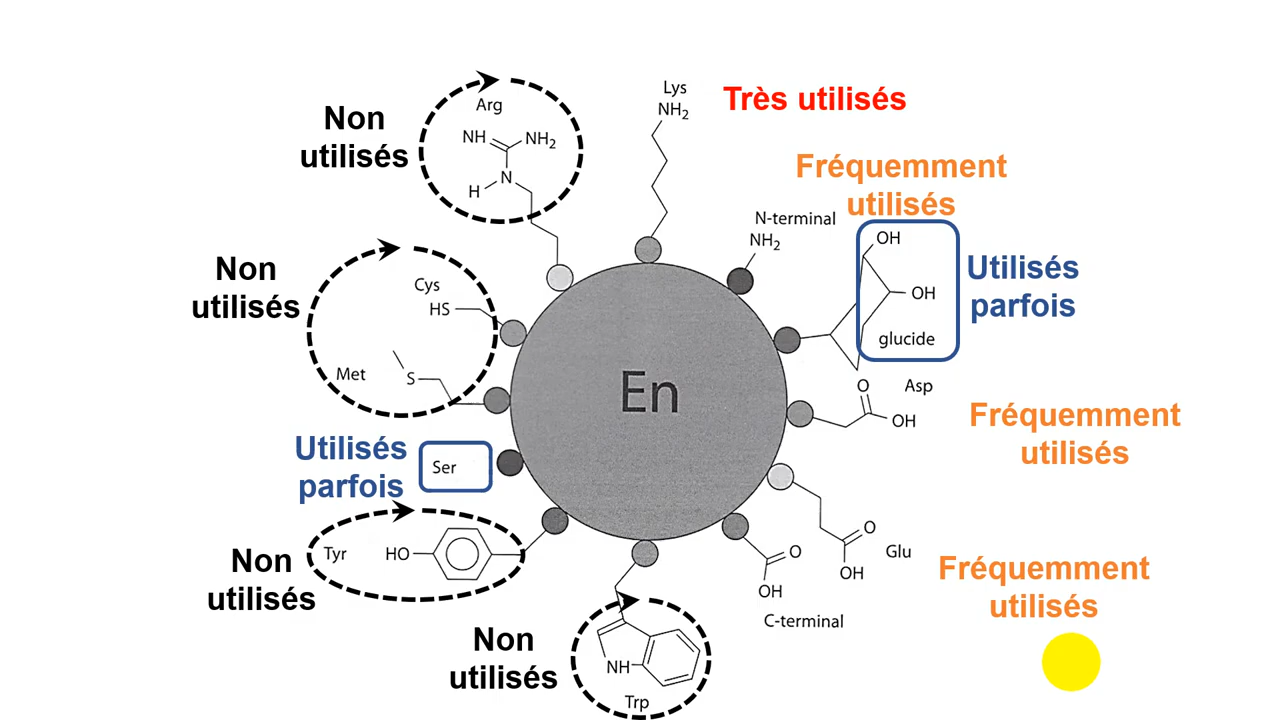 Lys
NH2
Très utilisés
Arg
NH
NH2
N
H
Non
utilisés
Fréquemment
utilisés
N-terminal
NH2
OH
OH
glucide
Utilisés
parfois
Non
utilisés
Cys
HS
Met
S
En
Asp
O
OH
Fréquemment
utilisés
Utilisés
parfois
Ser
Non
utilisés
Tyr
HO
O
OH
Glu
Fréquemment
utilisés
O
OH
C-terminal
Non
utilisés
NH
Trp